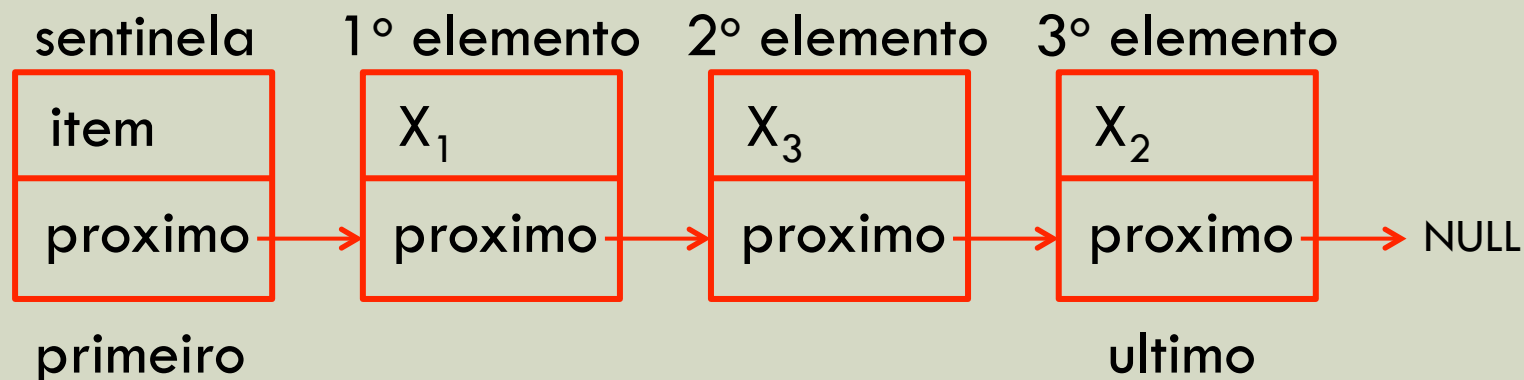 sentinela 1º elemento 2º elemento 3º elemento
item X₁ X₃ X₂
proximo proximo proximo proximo NULL
primeiro ultimo